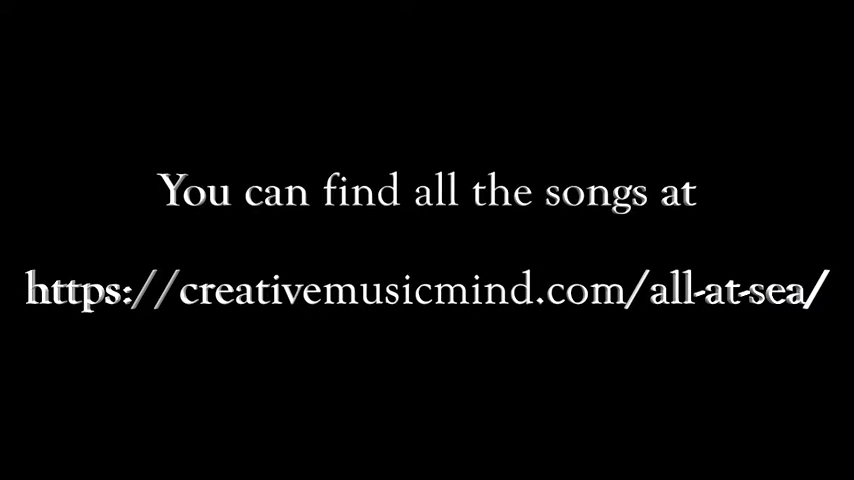 You can find all the songs at
https://creativemusicmind.com/all-at-sea/